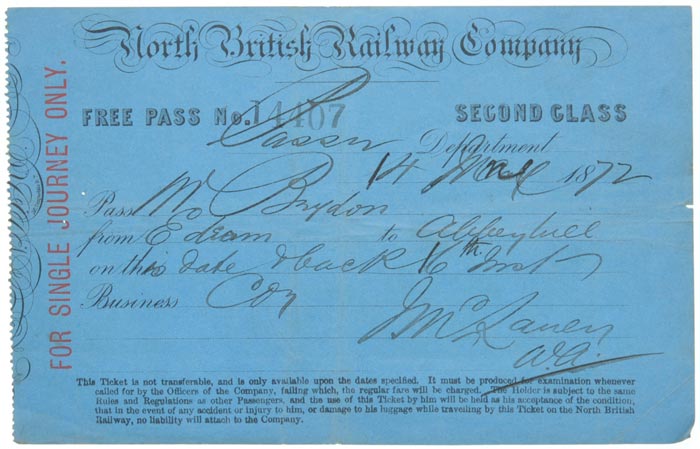 North British Railway Company
FOR SINGLE JOURNEY ONLY.
FREE PASS No. 14407 SECOND CLASS
Passr Department
14 May 1872
Pass Brydon
from Edram to Abbeyhill
on this date & back 16th Inst
Business Coy
This Ticket is not transferable, and is only available upon the dates specified. It must be produced for examination whenever
called for by the Officers of the Company, failing which, the regular fare will be charged. The Holder is subject to the same
Rules and Regulations as other Passengers, and the use of this Ticket by him will be held as his acceptance of the condition,
that in the event of any accident or injury to him, or damage to his luggage while travelling by this Ticket on the North British
Railway, no liability will attach to the Company.